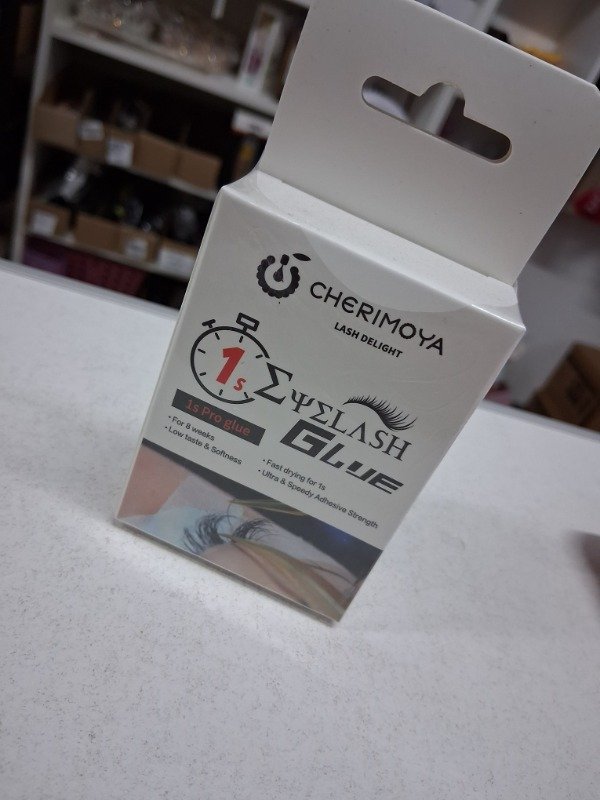 CHERIMOYA
LASH DELIGHT
1s
ΣΨΣLΛSH
GLUE
1s Pro glue
- For 8 weeks
- Low taste & Softness
- Fast drying for 1s
- Ultra & Speedy Adhesive Strength